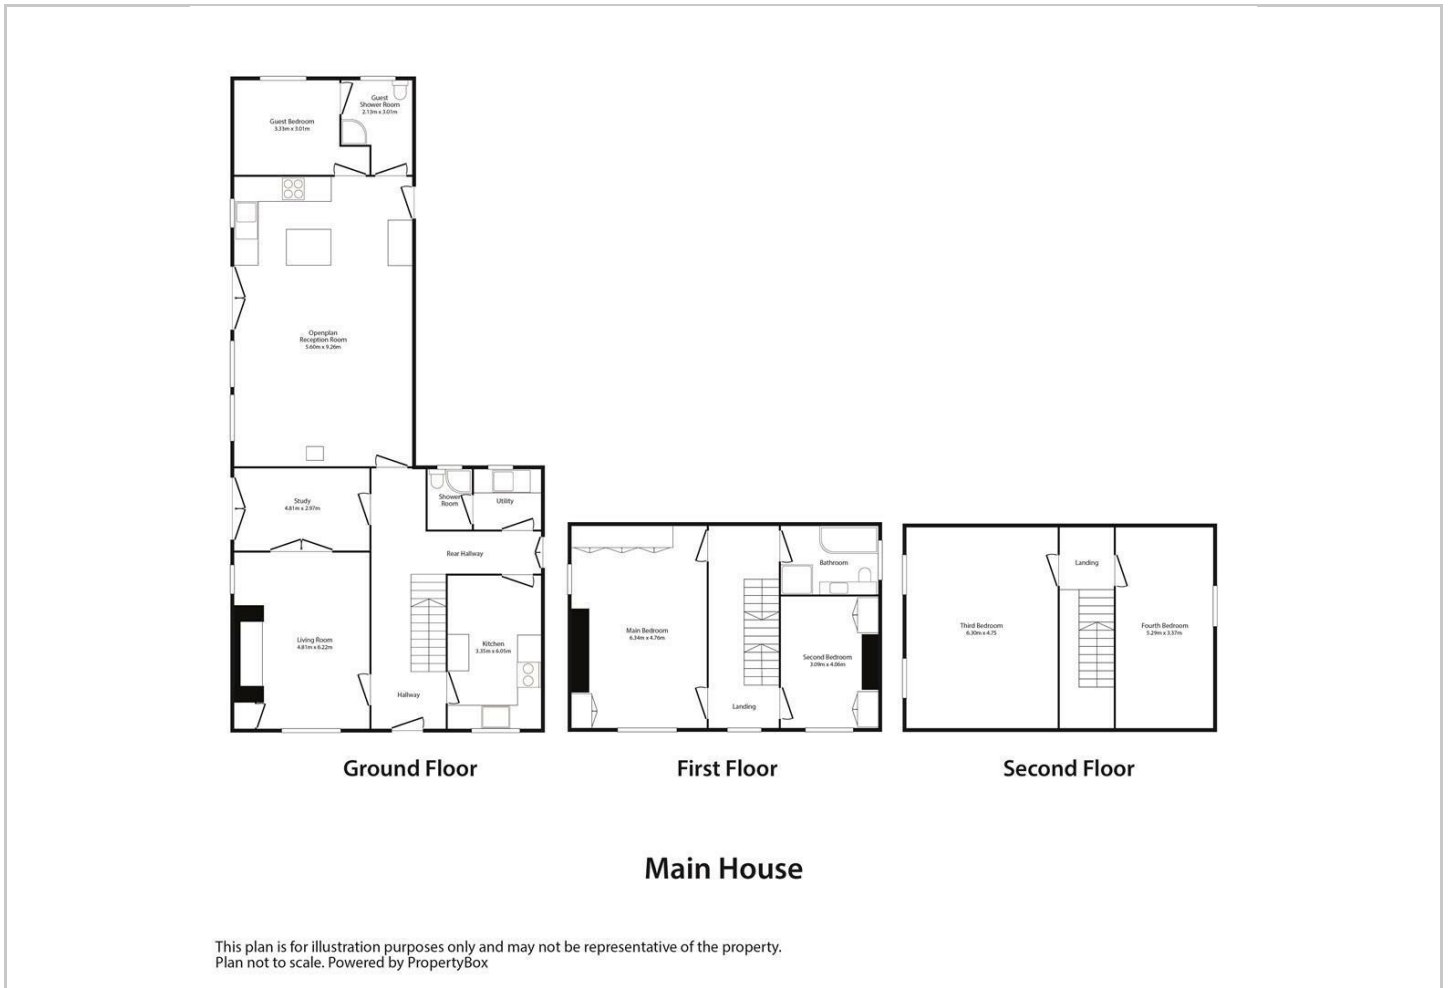 Guest Bedroom
3.33m x 3.01m
Guest
Shower Room
2.13m x 3.01m
Openplan
Reception Room
5.60m x 9.26m
Study
4.81m x 2.97m
Shower
Room
Utility
Rear Hallway
Living Room
4.81m x 6.22m
Kitchen
3.35m x 6.05m
Hallway
Ground Floor
Bathroom
Main Bedroom
6.34m x 4.76m
Second Bedroom
3.09m x 4.06m
Landing
First Floor
Landing
Third Bedroom
6.30m x 4.75
Fourth Bedroom
5.29m x 3.37m
Second Floor
Main House
This plan is for illustration purposes only and may not be representative of the property.
Plan not to scale. Powered by PropertyBox